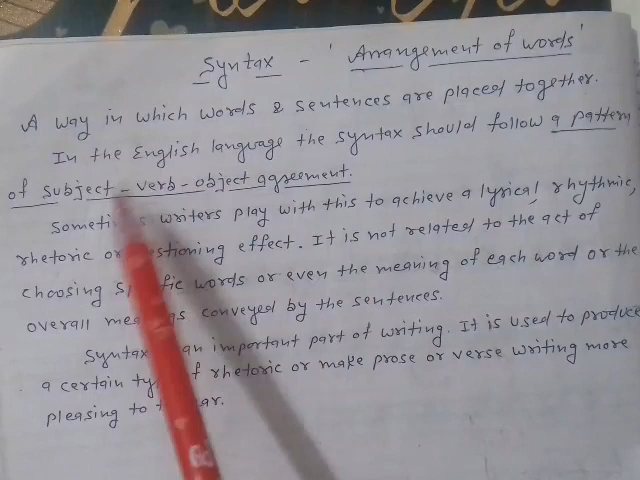 Syntax - 'Arrangement of words'
A way in which words & sentences are placed together.
In the English language the syntax should follow a pattern
of subject-verb-object agreement.
writers play with this to achieve a lyrical, rhythmic,
rhetoric or effect. It is not related to the act of
choosing words or even the meaning of each word or the
overall conveyed by the sentences.
Syntax an important part of writing. It is used to produce
a certain rhetoric or make prose or verse writing more
pleasing to